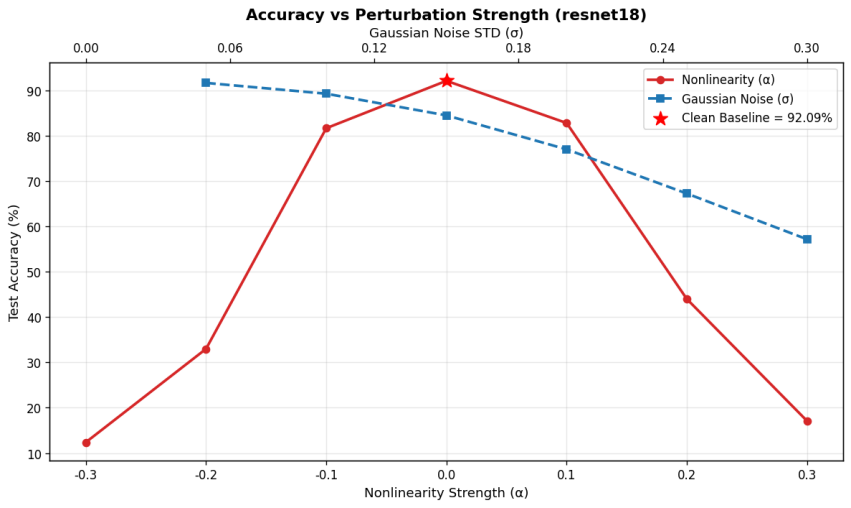 Accuracy vs Perturbation Strength (resnet18)
Gaussian Noise STD (σ)
0.00 0.06 0.12 0.18 0.24 0.30
Nonlinearity (α)
Gaussian Noise (σ)
Clean Baseline = 92.09%
Test Accuracy (%)
90
80
70
60
50
40
30
20
10
-0.3 -0.2 -0.1 0.0 0.1 0.2 0.3
Nonlinearity Strength (α)